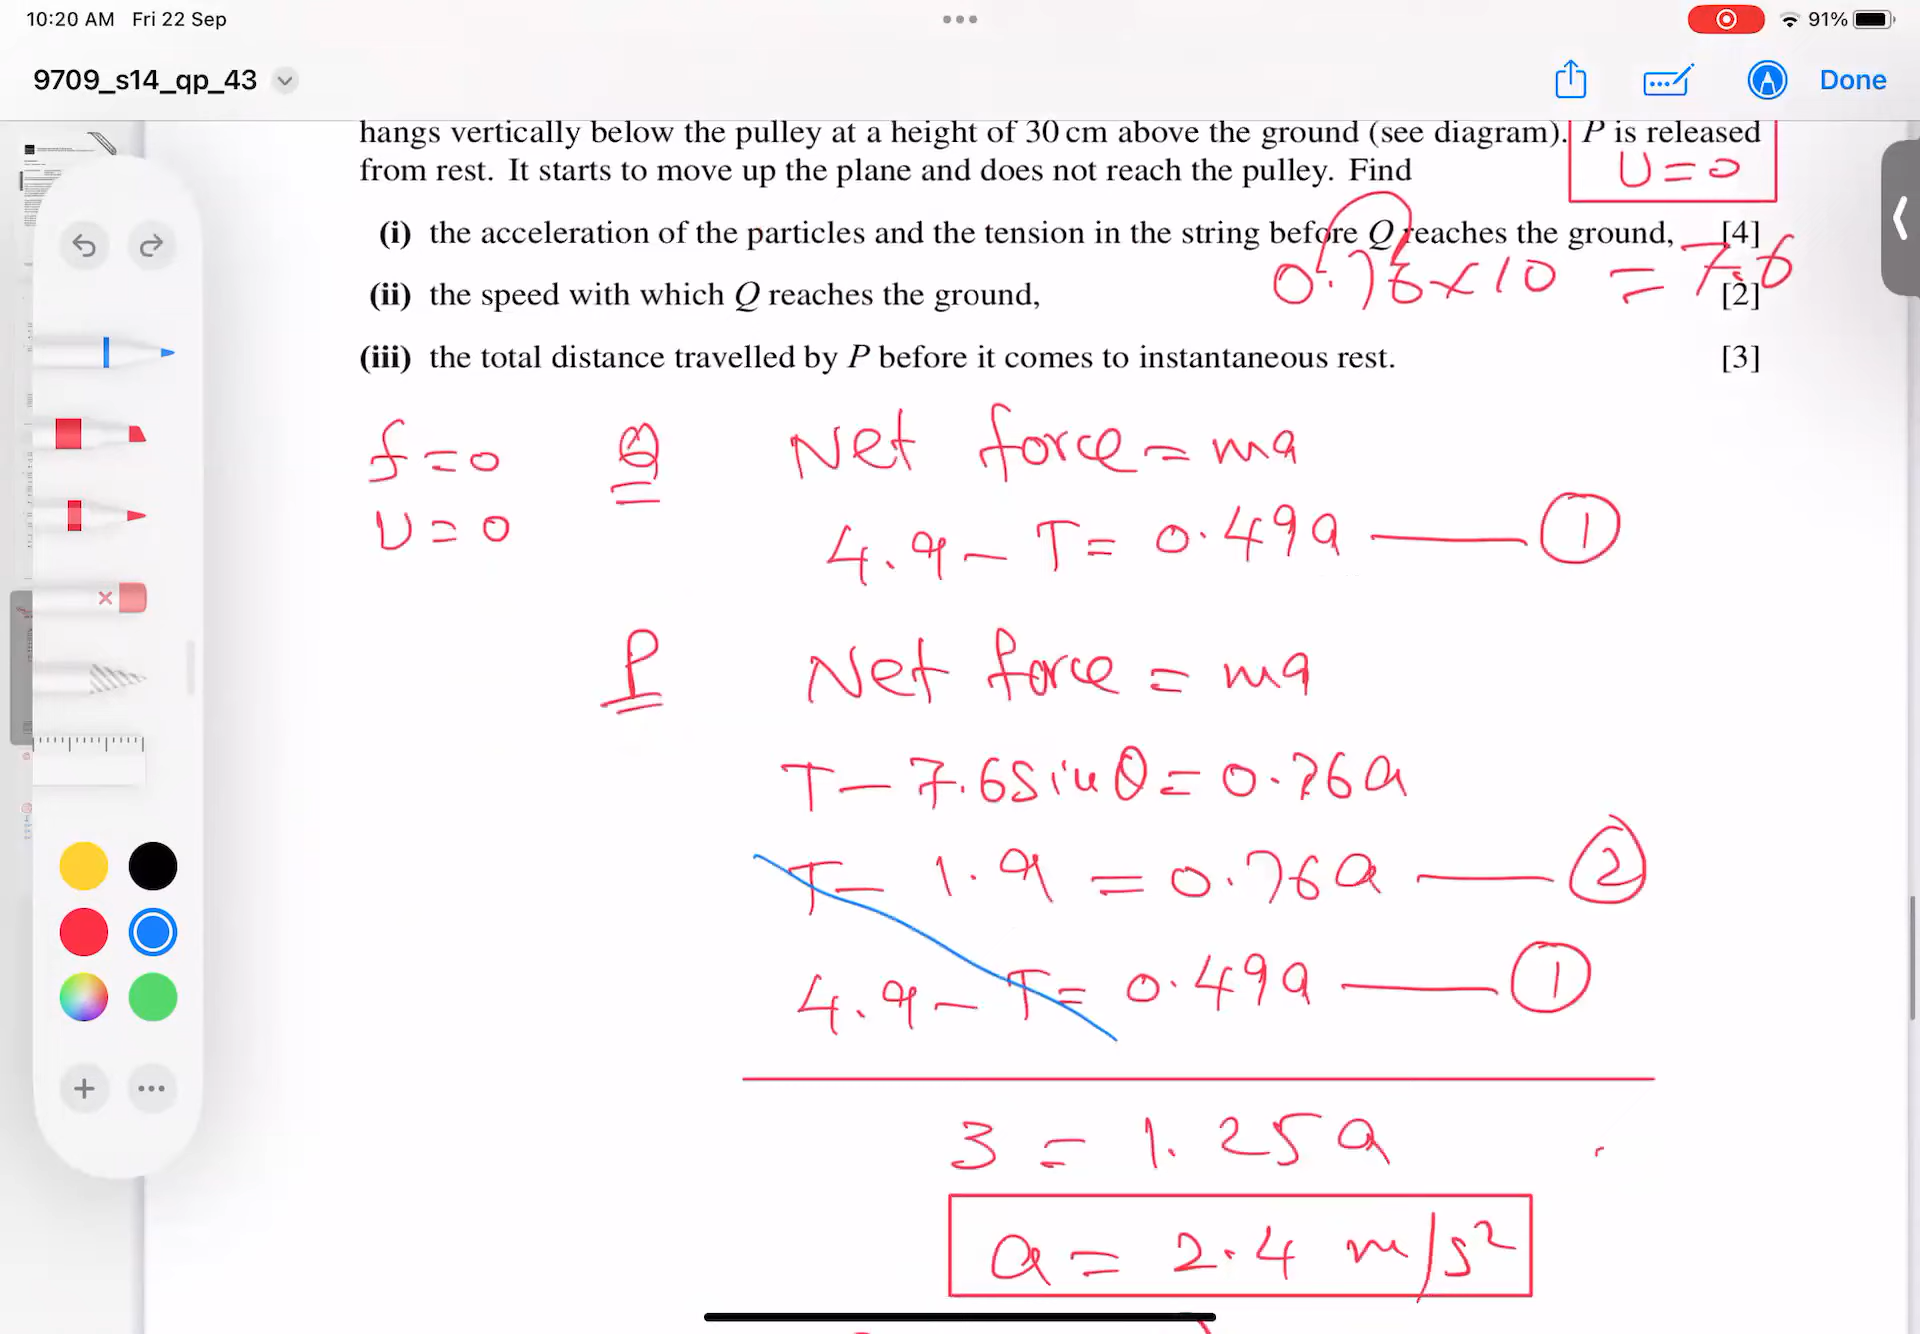 10:20 AM Fri 22 Sep
91%
9709_s14_qp_43
Done
hangs vertically below the pulley at a height of 30 cm above the ground (see diagram). P is released
from rest. It starts to move up the plane and does not reach the pulley. Find
U = 0
(i) the acceleration of the particles and the tension in the string before Q reaches the ground, [4]
0.76 × 10 = 7.6
(ii) the speed with which Q reaches the ground, [2]
(iii) the total distance travelled by P before it comes to instantaneous rest. [3]
f = 0
U = 0
Q
Net force = ma
4.9 - T = 0.49a ①
P
Net force = ma
T - 7.6 sin θ = 0.76a
T - 1.9 = 0.76a ②
4.9 - T = 0.49a ①
3 = 1.25a
a = 2.4 m/s²